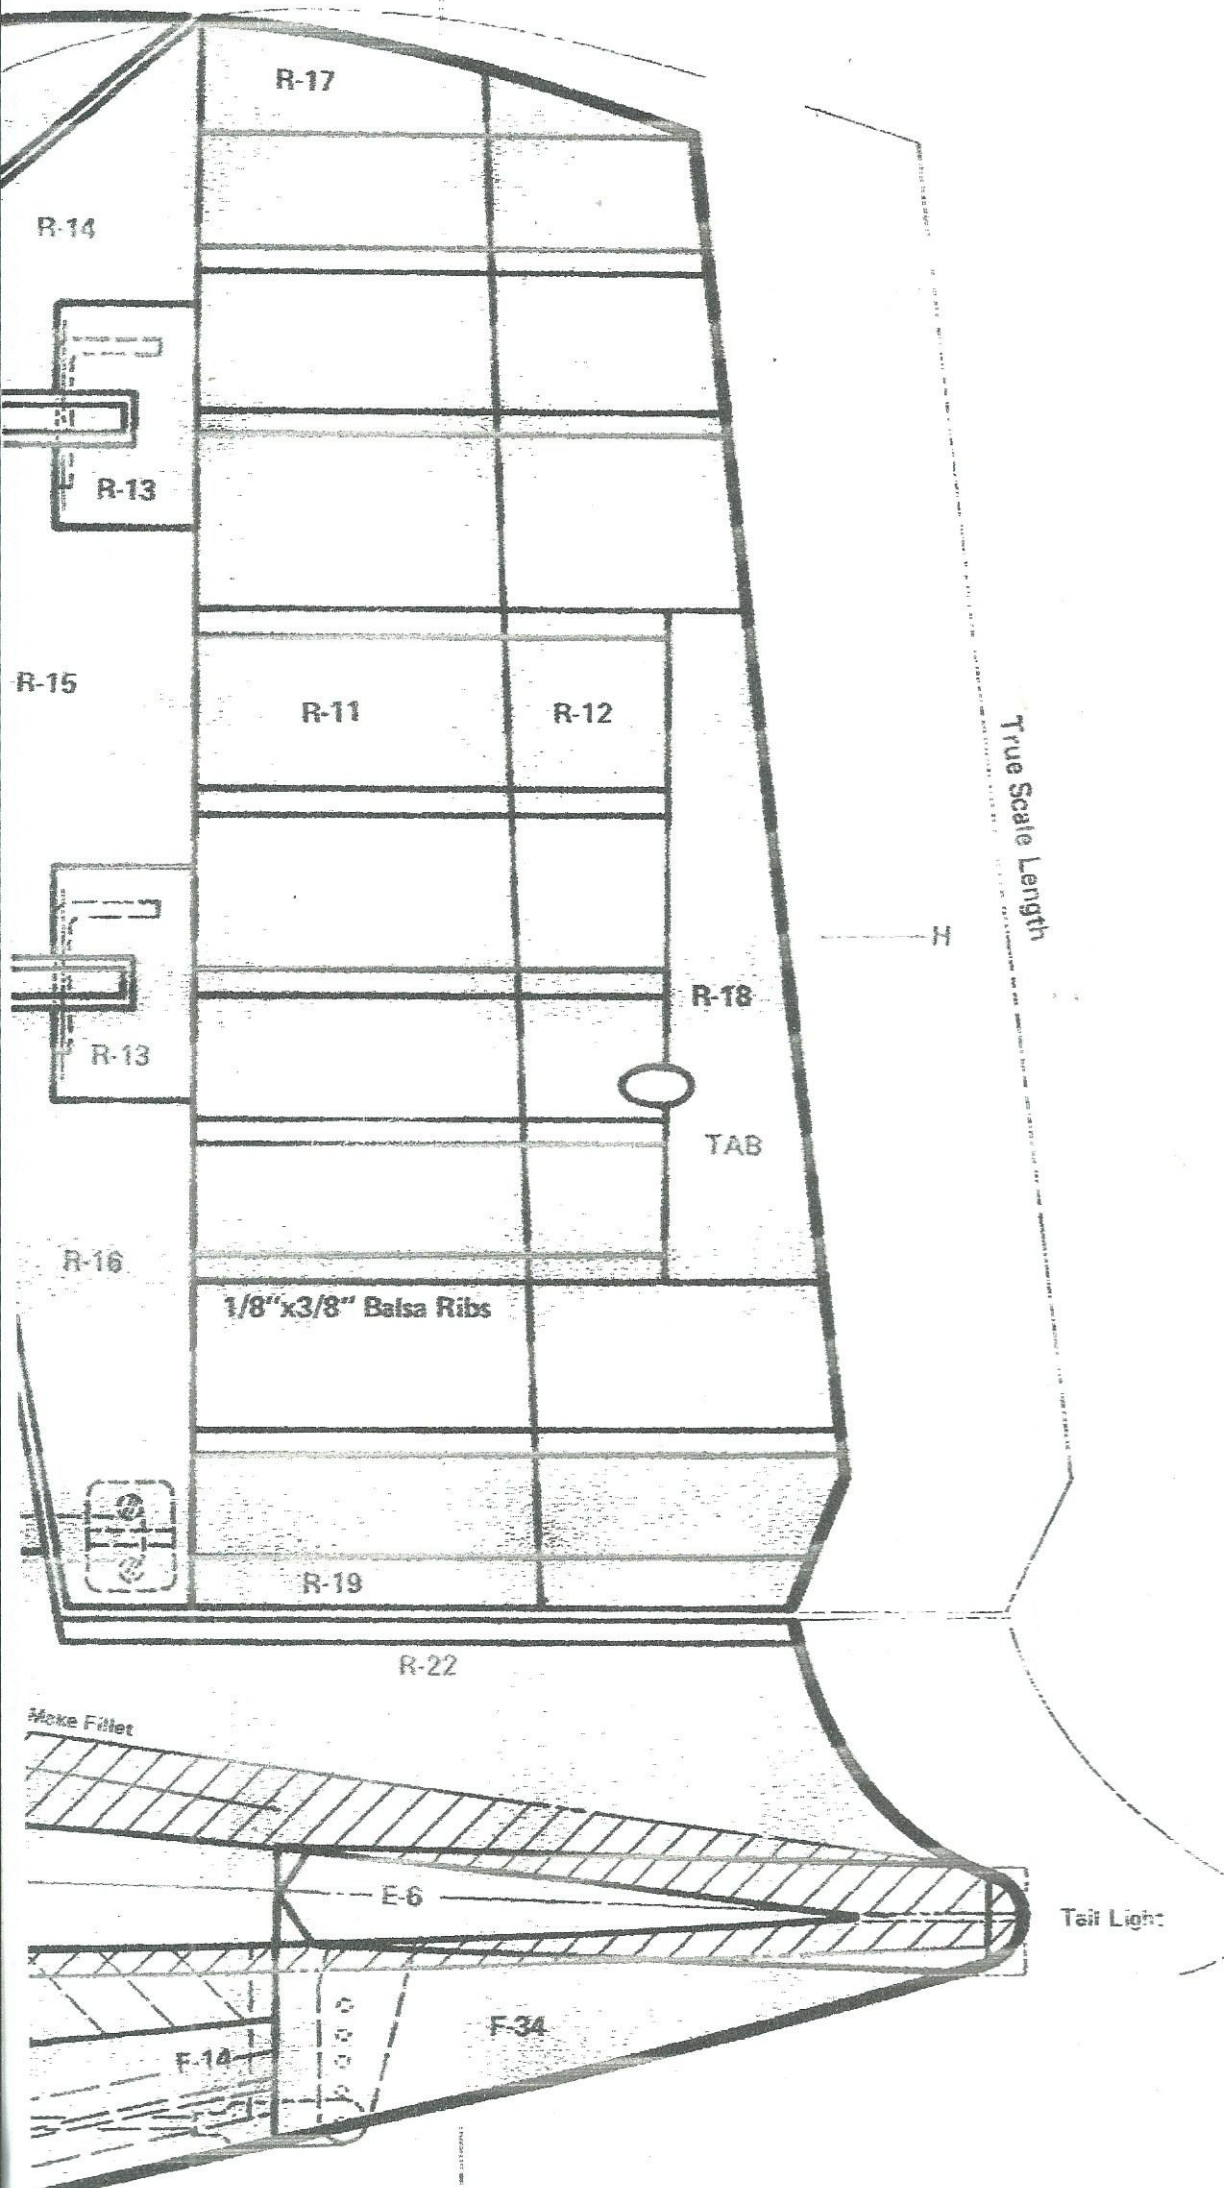 R-17
R-14
R-13
R-15
R-11
R-12
True Scale Length
H
R-18
R-13
TAB
R-16
1/8"x3/8" Balsa Ribs
R-19
R-22
Make Fillet
E-6
Tail Light
F-34
F-14